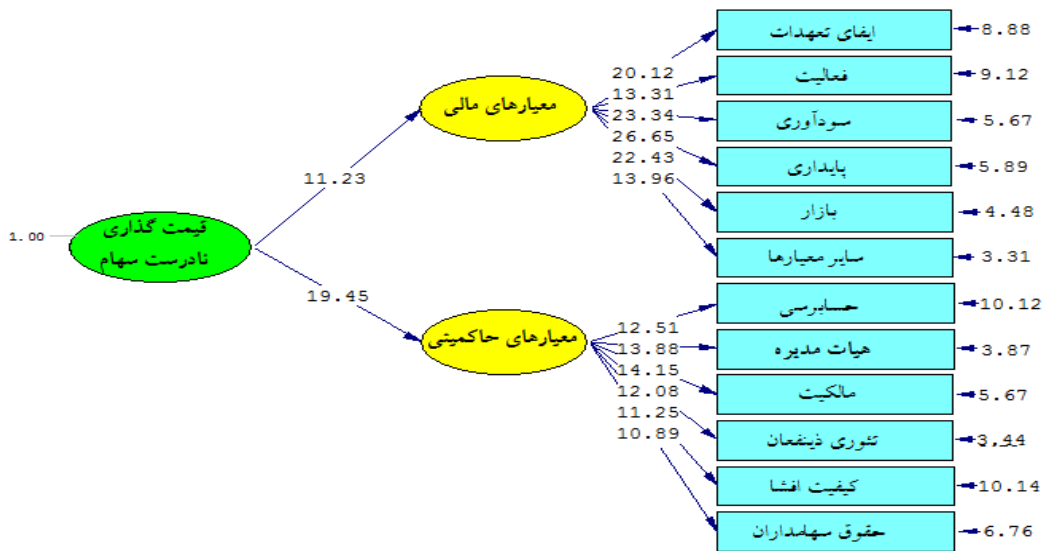 ایفای تعهدات
8.88
20.12
فعالیت
9.12
13.31
معیارهای مالی
سودآوری
5.67
23.34
26.65
پایداری
5.89
22.43
11.23
13.96
بازار
4.48
قیمت گذاری
نادرست سهام
1.00
سایر معیارها
3.31
19.45
حسابرسی
10.12
12.51
معیارهای حاکمیتی
هیات مدیره
3.87
13.88
14.15
مالکیت
5.67
12.08
11.25
تئوری ذینفعان
3.44
10.89
کیفیت افشا
10.14
حقوق سهامداران
6.76